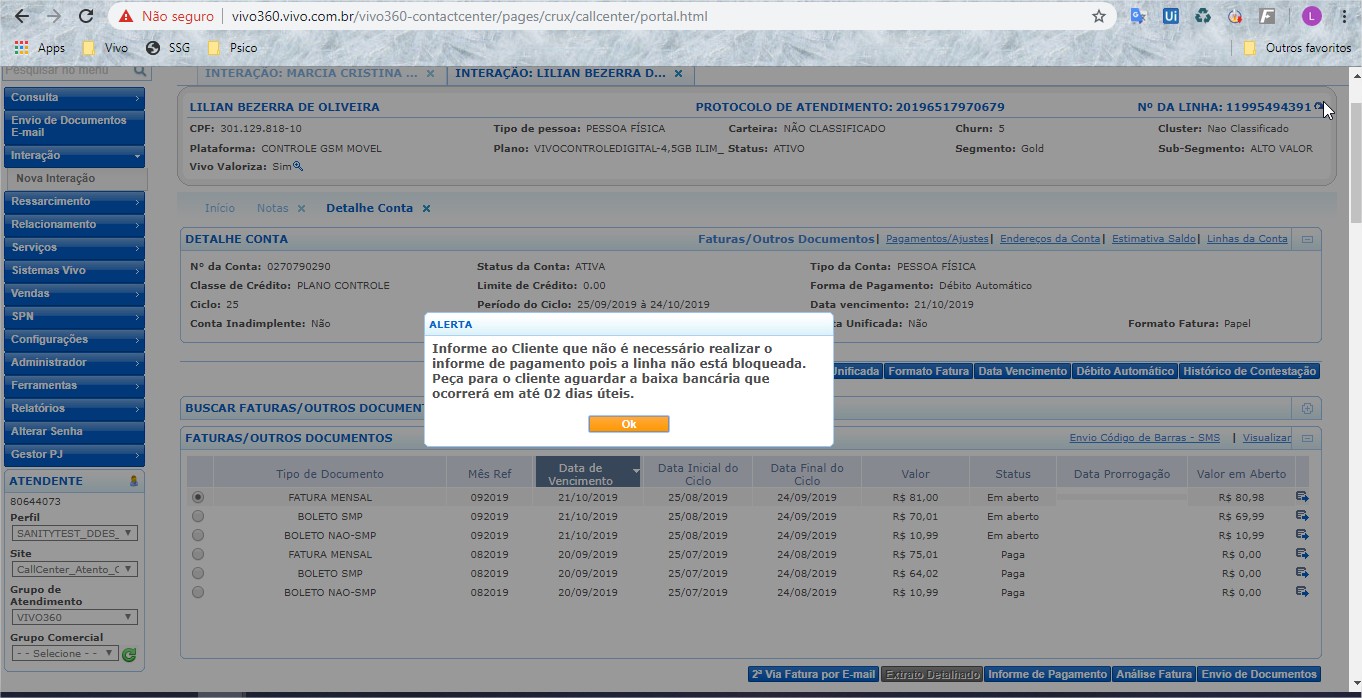 Não seguro | vivo360.vivo.com.br/vivo360-contactcenter/pages/crux/callcenter/portal.html
Apps Vivo SSG Psico Outros favoritos
Pesquisar no menu
INTERAÇÃO: MARCIA CRISTINA ... × INTERAÇÃO: LILIAN BEZERRA D... ×
Consulta
Envio de Documentos
E-mail
Interação
Nova Interação
Ressarcimento
Relacionamento
Serviços
Sistemas Vivo
Vendas
SPN
Configurações
Administrador
Ferramentas
Relatórios
Alterar Senha
Gestor PJ
ATENDENTE
80644073
Perfil
SANITYTEST_DDES_
Site
CallCenter_Atento_C
Grupo de
Atendimento
VIVO360
Grupo Comercial
- - Selecione - -
LILIAN BEZERRA DE OLIVEIRA PROTOCOLO DE ATENDIMENTO: 20196517970679 Nº DA LINHA: 11995494391
CPF: 301.129.818-10 Tipo de pessoa: PESSOA FÍSICA Carteira: NÃO CLASSIFICADO Churn: 5 Cluster: Nao Classificado
Plataforma: CONTROLE GSM MOVEL Plano: VIVOCONTROLEDIGITAL-4,5GB ILIM_ Status: ATIVO Segmento: Gold Sub-Segmento: ALTO VALOR
Vivo Valoriza: Sim
Início Notas × Detalhe Conta ×
DETALHE CONTA Faturas/Outros Documentos | Pagamentos/Ajustes | Endereços da Conta | Estimativa Saldo | Linhas da Conta
Nº da Conta: 0270790290 Status da Conta: ATIVA Tipo da Conta: PESSOA FÍSICA
Classe de Crédito: PLANO CONTROLE Limite de Crédito: 0.00 Forma de Pagamento: Débito Automático
Ciclo: 25 Período do Ciclo: 25/09/2019 à 24/10/2019 Data vencimento: 21/10/2019
Conta Inadimplente: Não a Unificada: Não Formato Fatura: Papel
ALERTA
Informe ao Cliente que não é necessário realizar o
informe de pagamento pois a linha não está bloqueada.
Peça para o cliente aguardar a baixa bancária que
ocorrerá em até 02 dias úteis.
Ok
Unificada Formato Fatura Data Vencimento Débito Automático Histórico de Contestação
BUSCAR FATURAS/OUTROS DOCUMENT
FATURAS/OUTROS DOCUMENTOS Envio Código de Barras - SMS | Visualizar
Tipo de Documento Mês Ref Data de Vencimento Data Inicial do Ciclo Data Final do Ciclo Valor Status Data Prorrogação Valor em Aberto
FATURA MENSAL 092019 21/10/2019 25/08/2019 24/09/2019 R$ 81,00 Em aberto R$ 80,98
BOLETO SMP 092019 21/10/2019 25/08/2019 24/09/2019 R$ 70,01 Em aberto R$ 69,99
BOLETO NAO-SMP 092019 21/10/2019 25/08/2019 24/09/2019 R$ 10,99 Em aberto R$ 10,99
FATURA MENSAL 082019 20/09/2019 25/07/2019 24/08/2019 R$ 75,01 Paga R$ 0,00
BOLETO SMP 082019 20/09/2019 25/07/2019 24/08/2019 R$ 64,02 Paga R$ 0,00
BOLETO NAO-SMP 082019 20/09/2019 25/07/2019 24/08/2019 R$ 10,99 Paga R$ 0,00
2ª Via Fatura por E-mail Extrato Detalhado Informe de Pagamento Análise Fatura Envio de Documentos